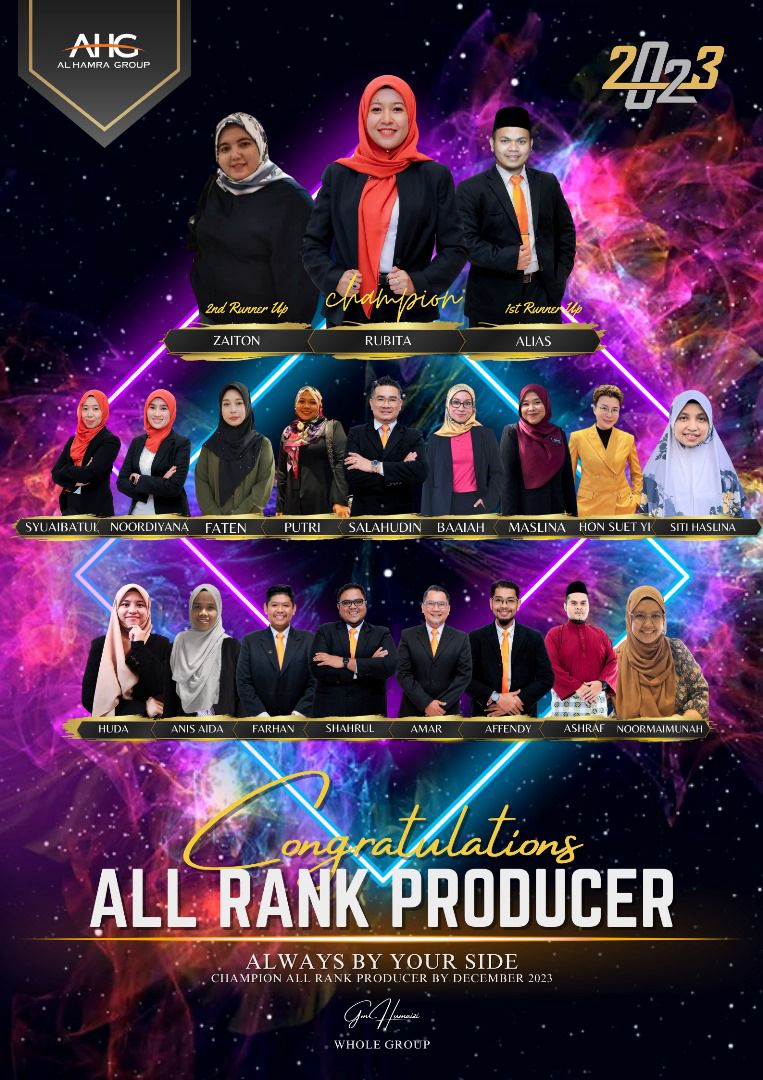 AHG
AL HAMRA GROUP
2023
2nd Runner Up
champion
1st Runner Up
ZAITON
RUBITA
ALIAS
SYUAIBATUL
NOORDIYANA
FATEN
PUTRI
SALAHUDIN
BAAIAH
MASLINA
HON SUET YI
SITI HASLINA
HUDA
ANIS AIDA
FARHAN
SHAHRUL
AMAR
AFFENDY
ASHRAF
NOORMAIMUNAH
Congratulations
ALL RANK PRODUCER
ALWAYS BY YOUR SIDE
CHAMPION ALL RANK PRODUCER BY DECEMBER 2023
WHOLE GROUP